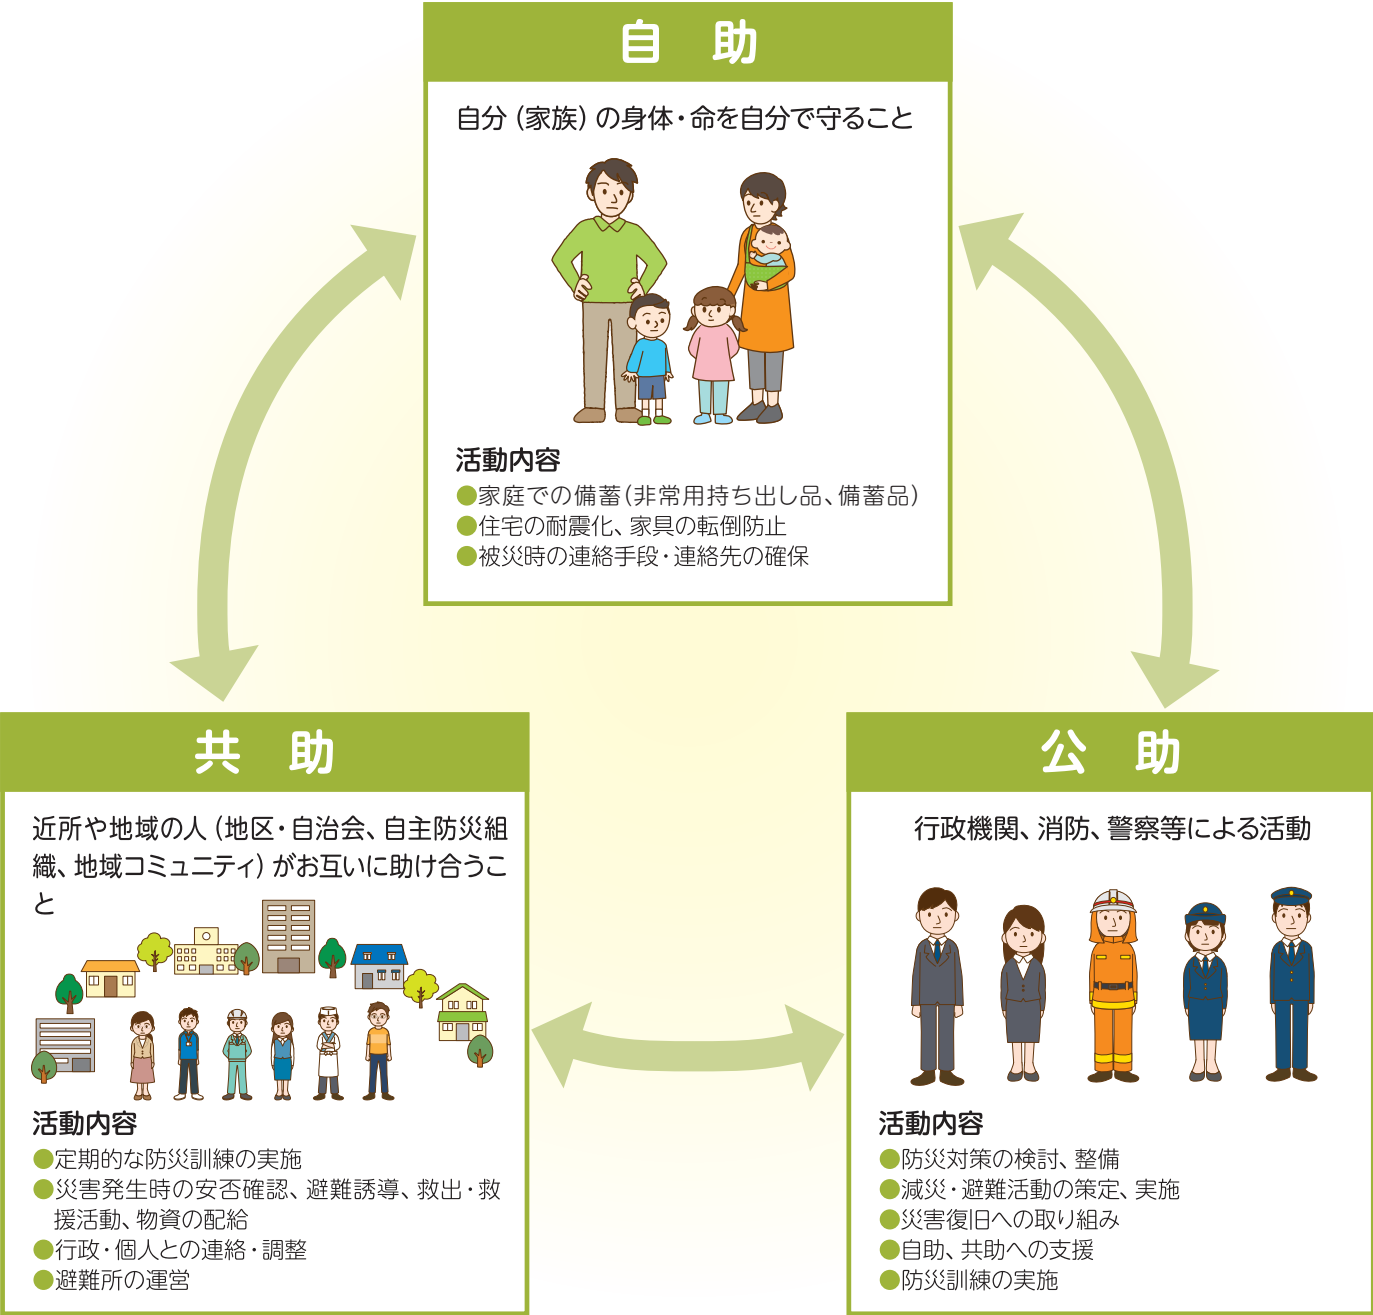 自助
自分(家族)の身体・命を自分で守ること
活動内容
●家庭での備蓄(非常用持ち出し品、備蓄品)
●住宅の耐震化、家具の転倒防止
●被災時の連絡手段・連絡先の確保
共助
近所や地域の人(地区・自治会、自主防災組
織、地域コミュニティ)がお互いに助け合うこ
と
活動内容
●定期的な防災訓練の実施
●災害発生時の安否確認、避難誘導、救出・救
援活動、物資の配給
●行政・個人との連絡・調整
●避難所の運営
公助
行政機関、消防、警察等による活動
活動内容
●防災対策の検討、整備
●減災・避難活動の策定、実施
●災害復旧への取り組み
●自助、共助への支援
●防災訓練の実施